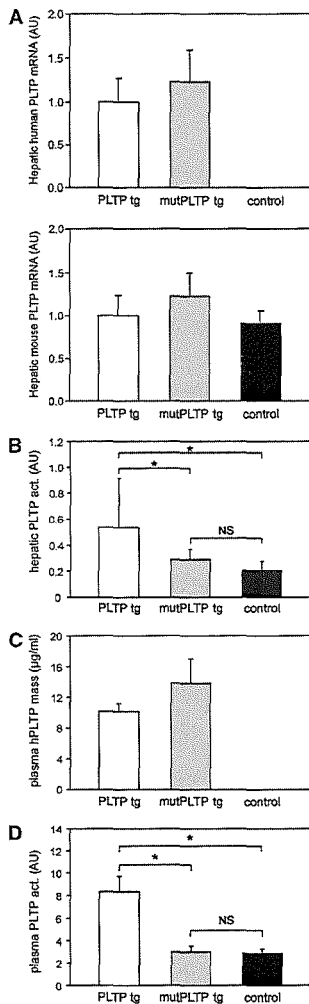 A
Hepatic human PLTP mRNA (AU)
2.0
1.5
1.0
0.5
0.0
PLTP tg mutPLTP tg control
Hepatic mouse PLTP mRNA (AU)
2.0
1.5
1.0
0.5
0.0
PLTP tg mutPLTP tg control
B
hepatic PLTP act. (AU)
1.2
1.0
0.8
0.6
0.4
0.2
0
*
*
NS
PLTP tg mutPLTP tg control
C
plasma hPLTP mass (µg/ml)
20
16
12
8
4
0
PLTP tg mutPLTP tg control
D
plasma PLTP act. (AU)
14
12
10
8
6
4
2
0
*
*
NS
PLTP tg mutPLTP tg control